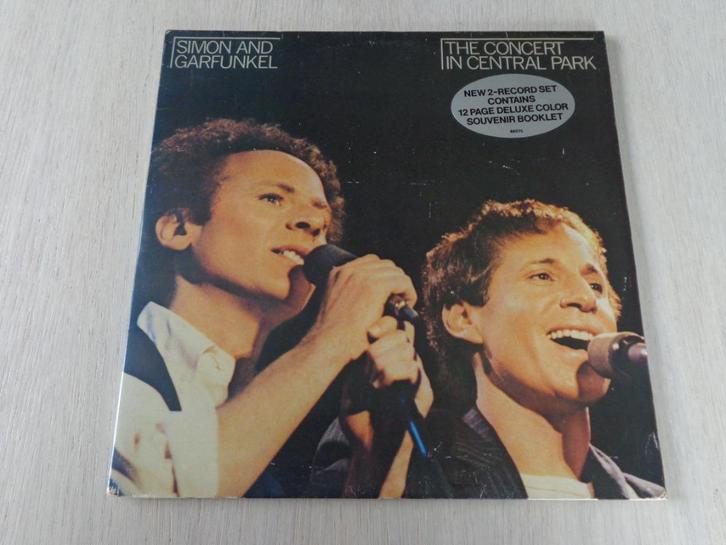 SIMON AND
GARFUNKEL
THE CONCERT
IN CENTRAL PARK
NEW 2-RECORD SET
CONTAINS
12 PAGE DELUXE COLOR
SOUVENIR BOOKLET